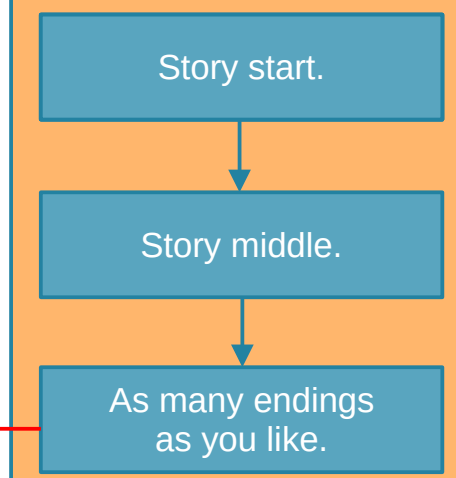 Story start.
Story middle.
As many endings
as you like.